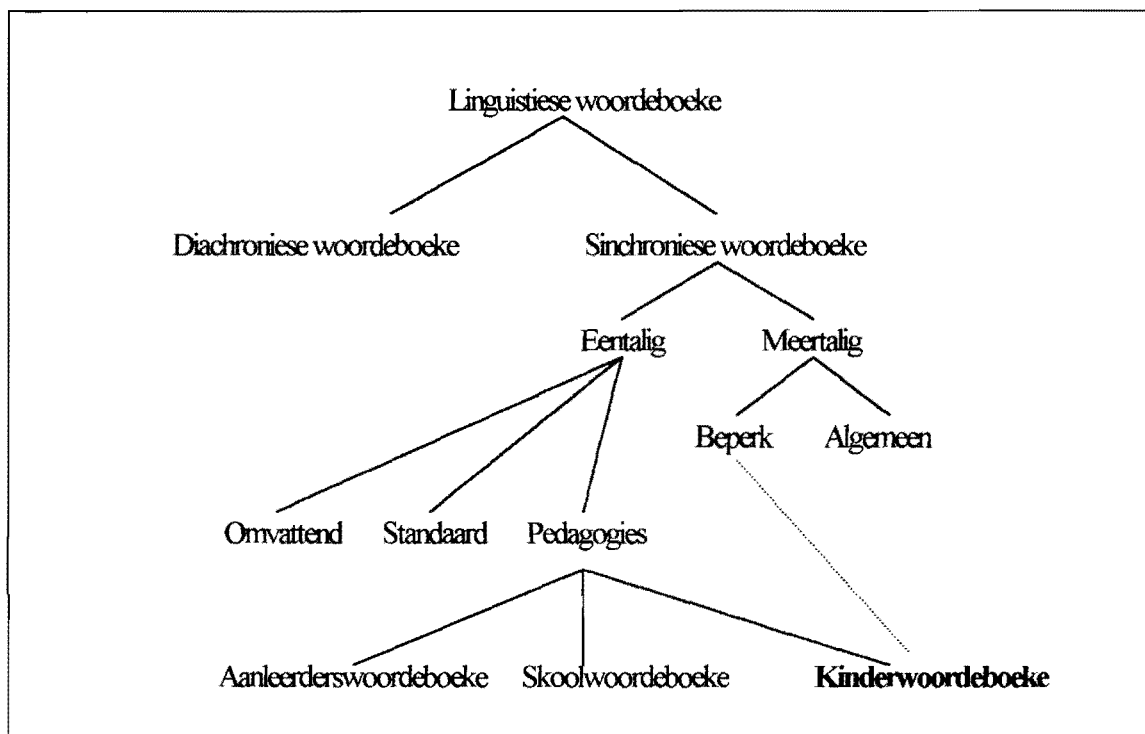 Linguistiese woordeboeke
Diachroniese woordeboeke Sinchroniese woordeboeke
Eentalig Meertalig
Beperk Algemeen
Omvattend Standaard Pedagogies
Aanleerderswoordeboeke Skoolwoordeboeke Kinderwoordeboeke